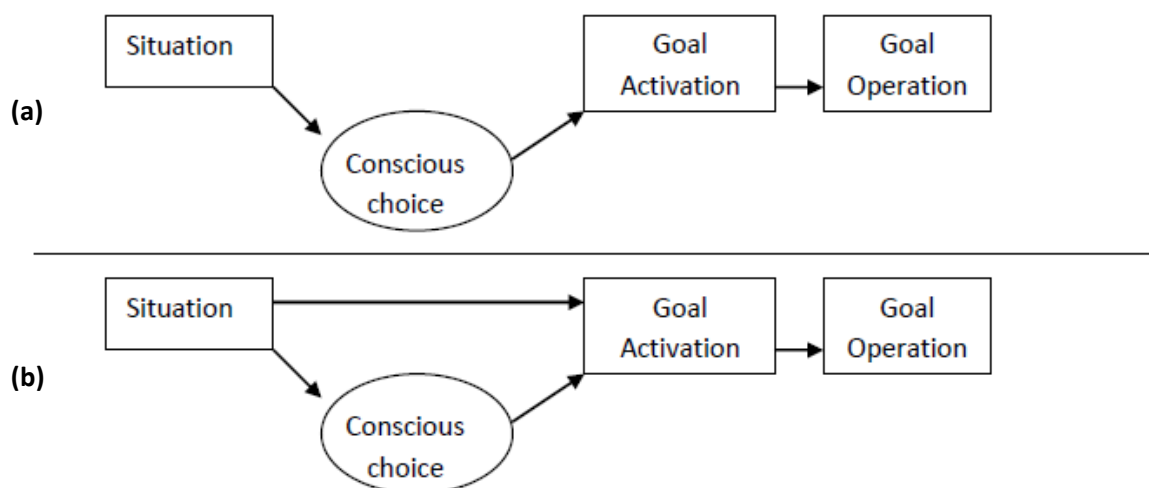 Situation
Goal
Activation
Goal
Operation
(a)
Conscious
choice
Situation
Goal
Activation
Goal
Operation
(b)
Conscious
choice